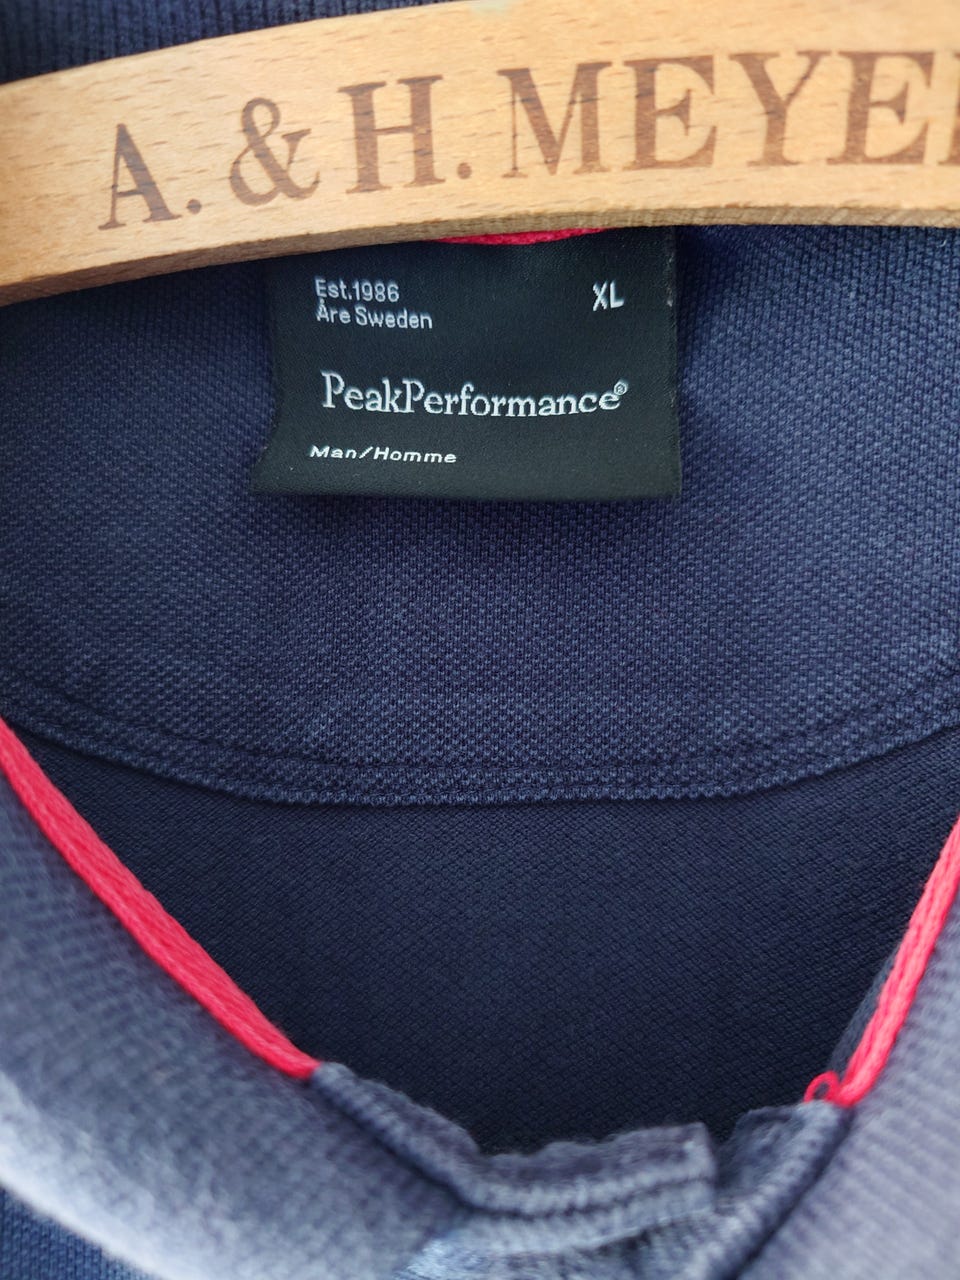 A. & H. MEYE
Est.1986
XL
Åre Sweden
PeakPerformance®
Man/Homme